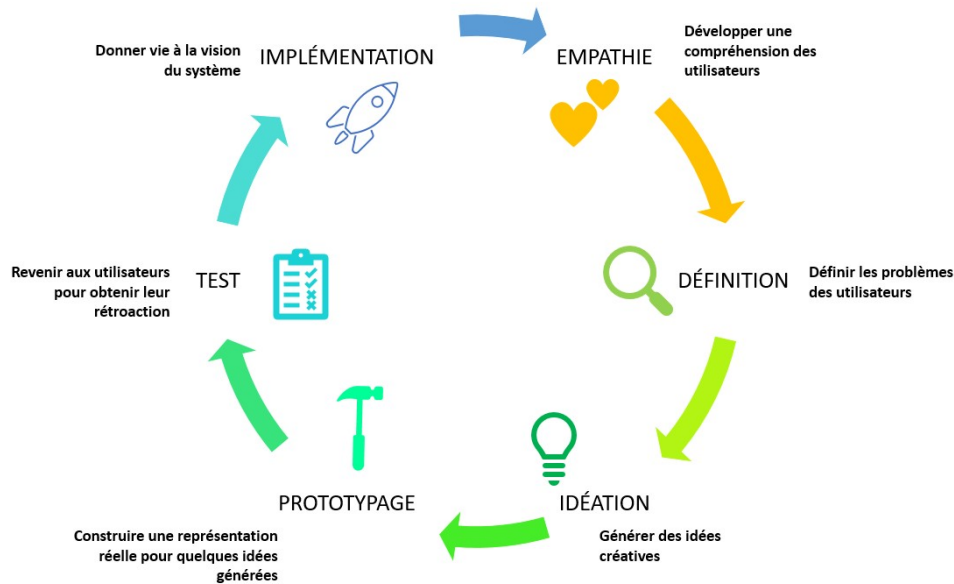 IMPLÉMENTATION
Donner vie à la vision
du système
EMPATHIE
Développer une
compréhension des
utilisateurs
DÉFINITION
Définir les problèmes
des utilisateurs
IDÉATION
Générer des idées
créatives
PROTOTYPAGE
Construire une représentation
réelle pour quelques idées
générées
TEST
Revenir aux utilisateurs
pour obtenir leur
rétroaction